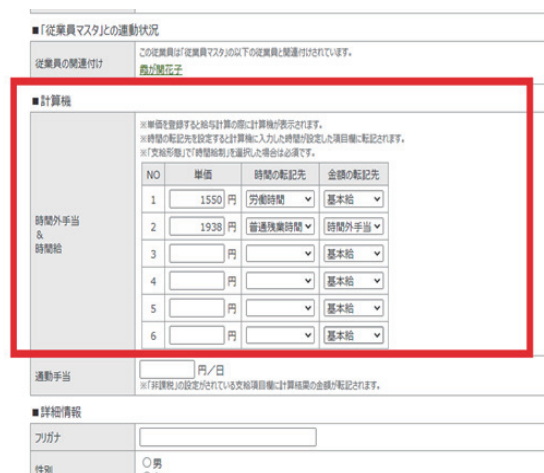 ■「従業員マスタ」との連動状況
従業員の関連付け
この従業員は「従業員マスタ」の以下の従業員と関連付けされています。
霞が関花子
■計算機
時間外手当
&
時間給
※単価を登録すると給与計算の際に計算機が表示されます。
※時間の転記先を設定すると計算機に入力した時間が設定した項目欄に転記されます。
※「支給形態」で「時間給制」を選択した場合は必須です。
NO 単価 時間の転記先 金額の転記先
1 1550 円 労働時間 基本給
2 1938 円 普通残業時間 時間外手当
3 円 基本給
4 円 基本給
5 円 基本給
6 円 基本給
通勤手当
円／日
※「非課税」の設定がされている支給項目欄に計算結果の金額が転記されます。
■詳細情報
フリガナ
性別
男